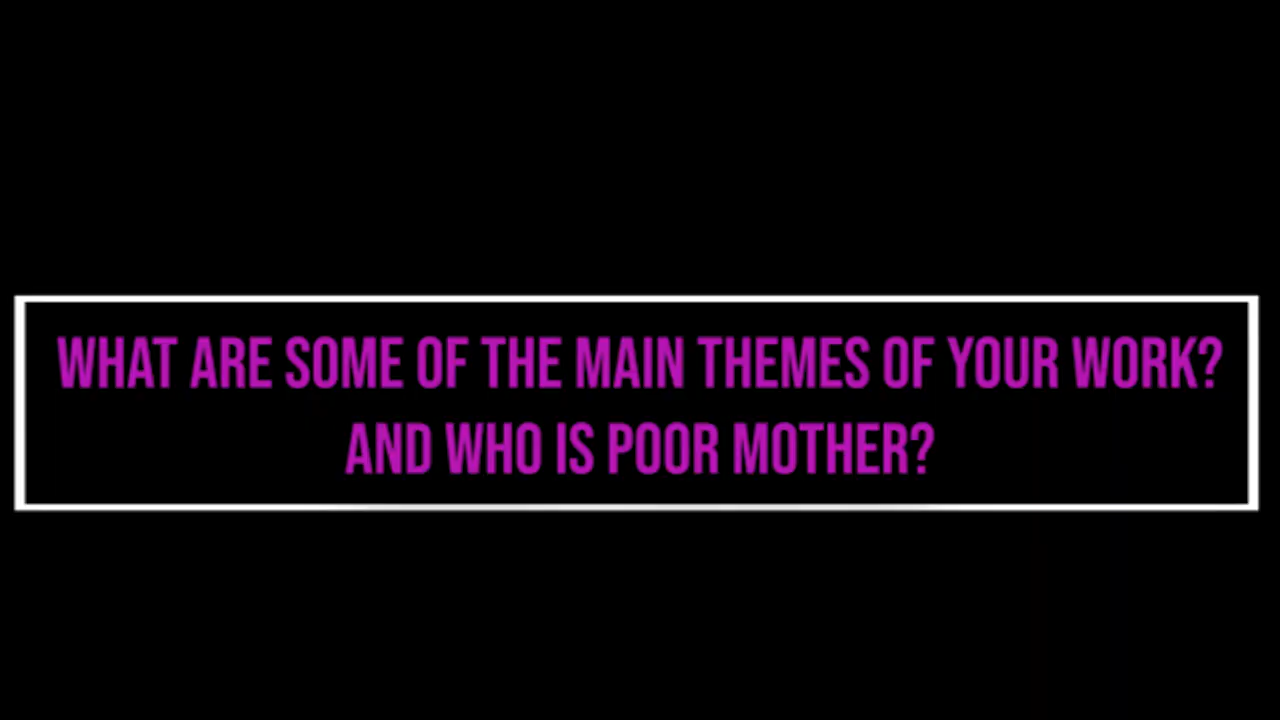 WHAT ARE SOME OF THE MAIN THEMES OF YOUR WORK?
AND WHO IS POOR MOTHER?